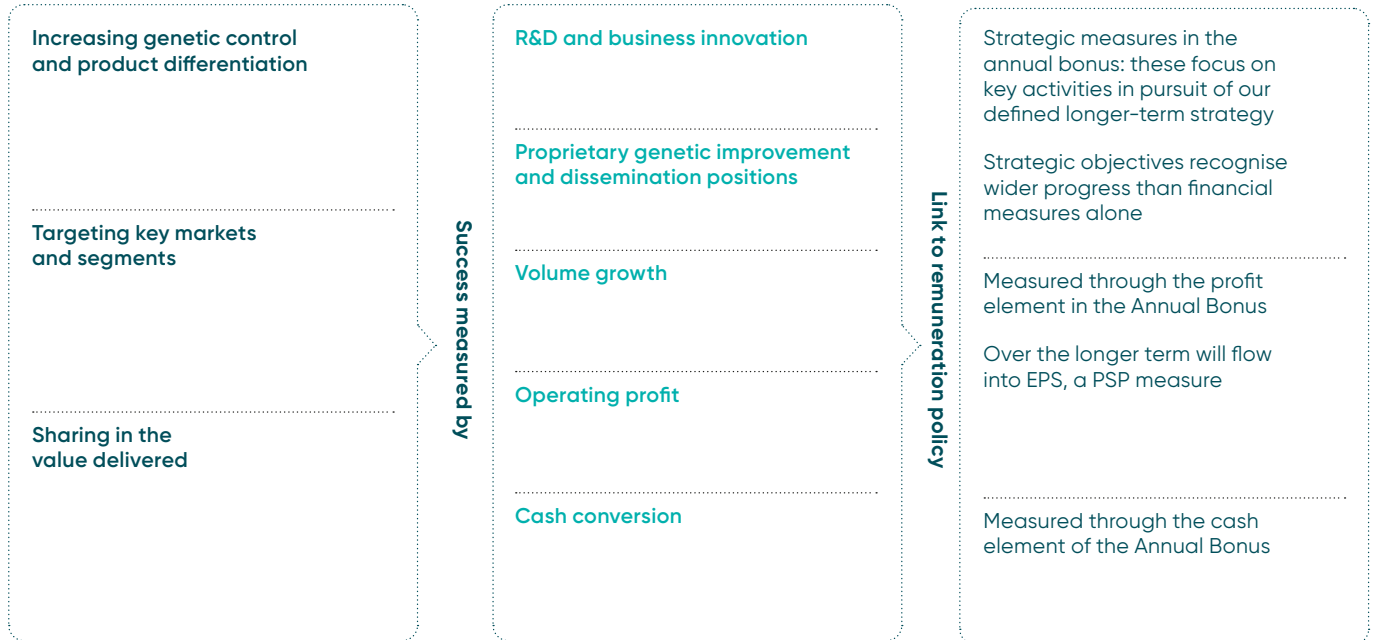 Increasing genetic control
and product differentiation
Targeting key markets
and segments
Sharing in the
value delivered
Success measured by
R&D and business innovation
Proprietary genetic improvement
and dissemination positions
Volume growth
Operating profit
Cash conversion
Link to remuneration policy
Strategic measures in the
annual bonus: these focus on
key activities in pursuit of our
defined longer-term strategy
Strategic objectives recognise
wider progress than financial
measures alone
Measured through the profit
element in the Annual Bonus
Over the longer term will flow
into EPS, a PSP measure
Measured through the cash
element of the Annual Bonus